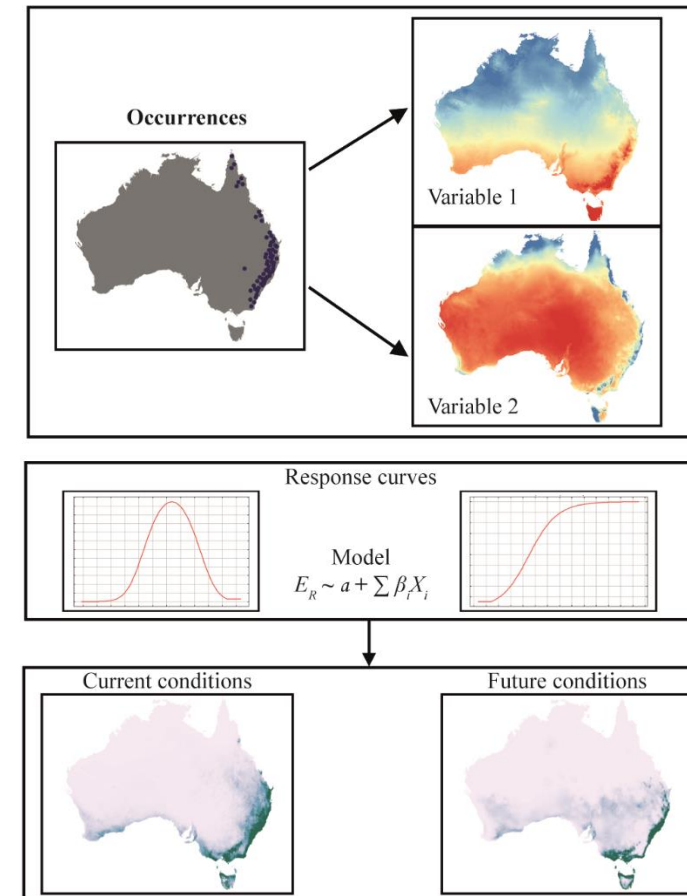 Occurrences
Variable 1
Variable 2
Response curves
Model
E_R ~ a + ∑ β_i X_i
Current conditions
Future conditions